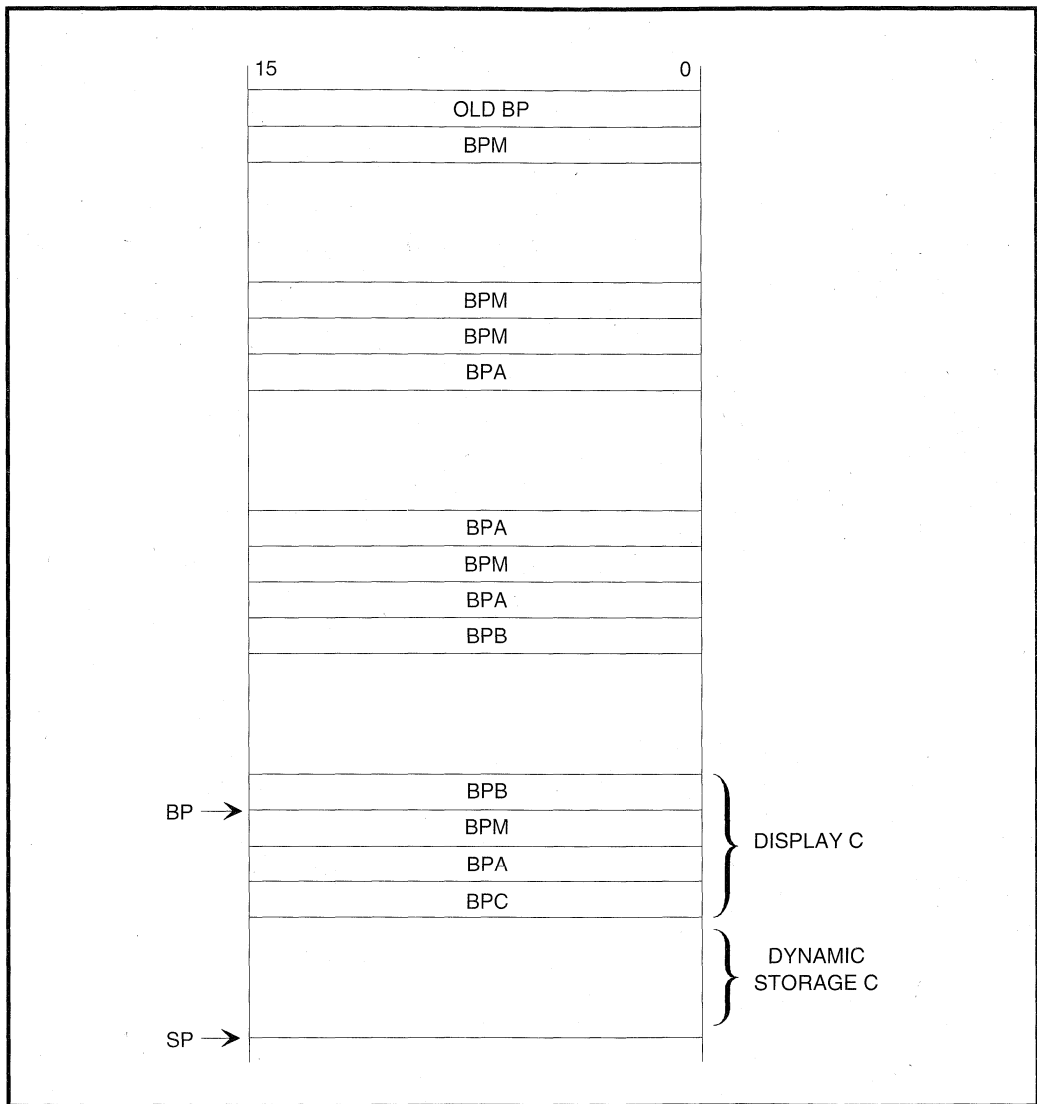 15 0
OLD BP
BPM
BPM
BPM
BPA
BPA
BPM
BPA
BPB
BPB
BP
BPM
DISPLAY C
BPA
BPC
DYNAMIC
STORAGE C
SP